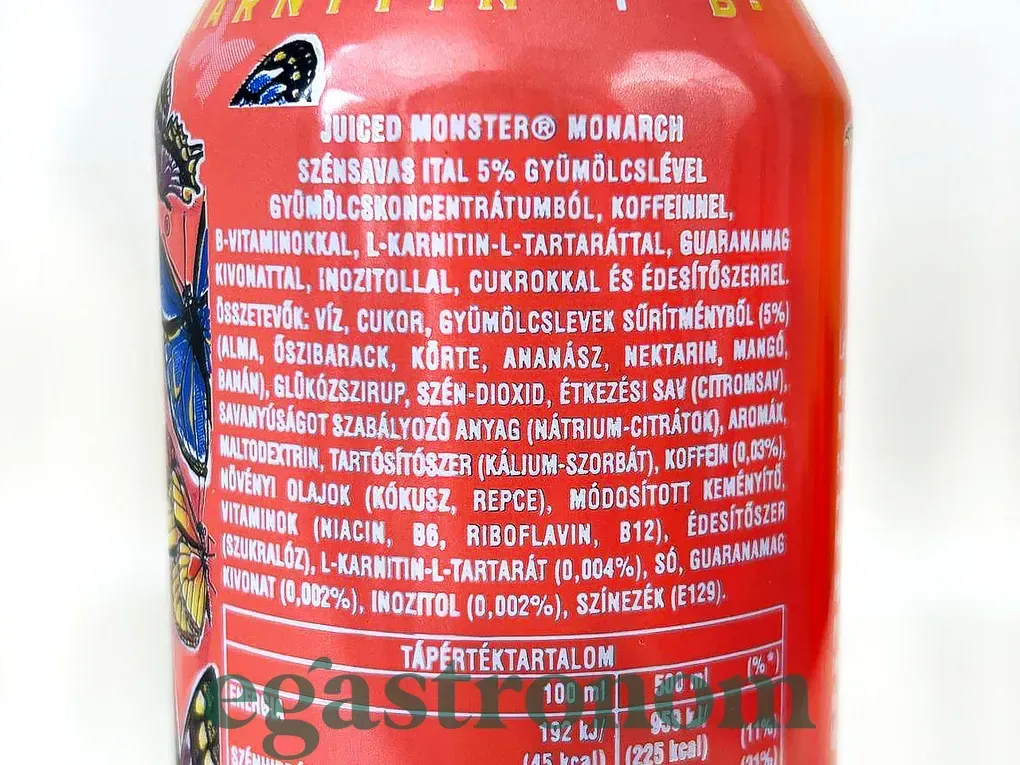 JUICED MONSTER® MONARCH
SZÉNSAVAS ITAL 5% GYÜMÖLCSLÉVEL
GYÜMÖLCSKONCENTRÁTUMBÓL, KOFFEINNEL,
B-VITAMINOKKAL, L-KARNITIN-L-TARTARÁTTAL, GUARANAMAG
KIVONATTAL, INOZITOLLAL, CUKROKKAL ÉS ÉDESÍTŐSZERREL.
ÖSSZETEVŐK: VÍZ, CUKOR, GYÜMÖLCSLEVEK SŰRÍTMÉNYBŐL (5%)
(ALMA, ŐSZIBARACK, KÖRTE, ANANÁSZ, NEKTARIN, MANGÓ,
BANÁN), GLÜKÓZSZIRUP, SZÉN-DIOXID, ÉTKEZÉSI SAV (CITROMSAV),
SAVANYÚSÁGOT SZABÁLYOZÓ ANYAG (NÁTRIUM-CITRÁTOK), AROMÁK,
MALTODEXTRIN, TARTÓSÍTÓSZER (KÁLIUM-SZORBÁT), KOFFEIN (0,03%),
NÖVÉNYI OLAJOK (KÓKUSZ, REPCE), MÓDOSÍTOTT KEMÉNYÍTŐ,
VITAMINOK (NIACIN, B6, RIBOFLAVIN, B12), ÉDESÍTŐSZER
(SZUKRALÓZ), L-KARNITIN-L-TARTARÁT (0,004%), SÓ, GUARANAMAG
KIVONAT (0,002%), INOZITOL (0,002%), SZÍNEZÉK (E129).
TÁPÉRTÉKTARTALOM
100 ml 500 ml (%*)
ENERGIA 192 kJ/ 959 kJ/ (11%)
(45 kcal) (225 kcal)
egastronom